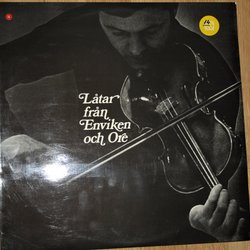 Låtar
från
Enviken
och Ore